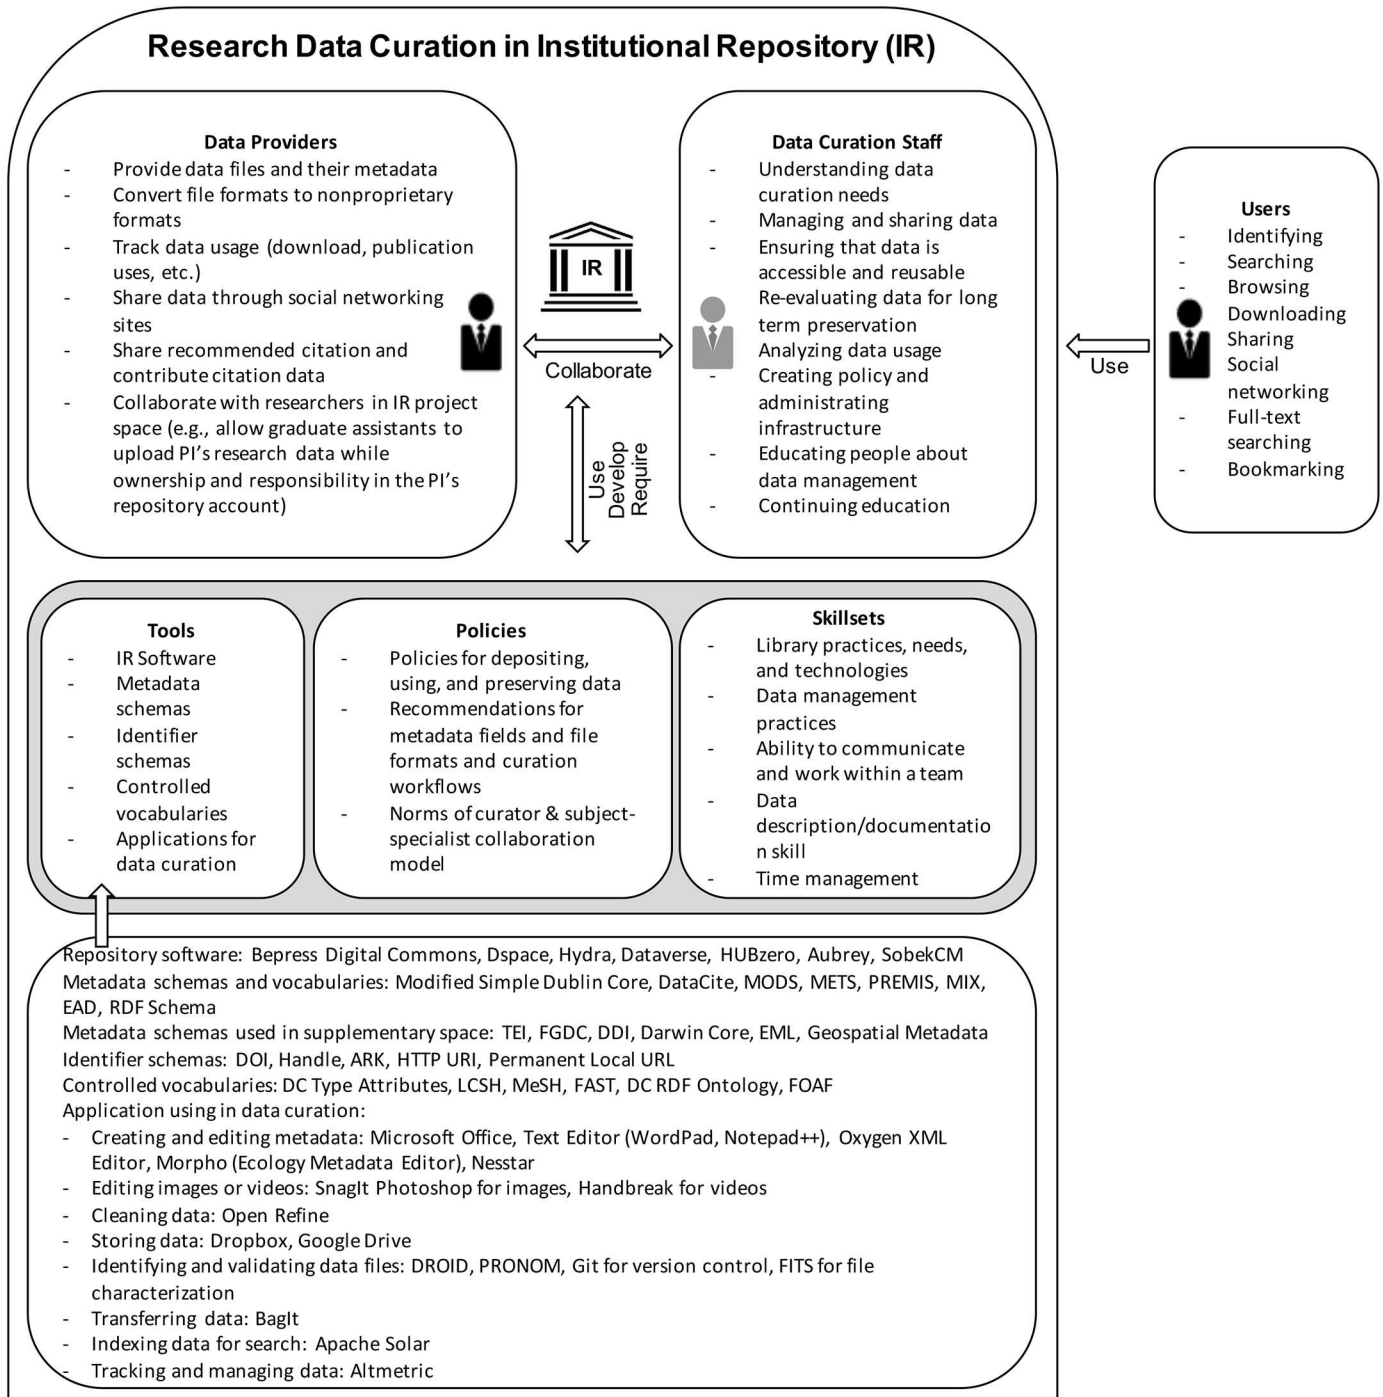 Research Data Curation in Institutional Repository (IR)
Data Providers
- Provide data files and their metadata
- Convert file formats to nonproprietary
formats
- Track data usage (download, publication
uses, etc.)
- Share data through social networking
sites
- Share recommended citation and
contribute citation data
- Collaborate with researchers in IR project
space (e.g., allow graduate assistants to
upload PI's research data while
ownership and responsibility in the PI's
repository account)
IR
Collaborate
Use
Develop
Require
Data Curation Staff
- Understanding data
curation needs
- Managing and sharing data
- Ensuring that data is
accessible and reusable
- Re-evaluating data for long
term preservation
- Analyzing data usage
- Creating policy and
administrating
infrastructure
- Educating people about
data management
- Continuing education
Use
Users
- Identifying
- Searching
- Browsing
- Downloading
- Sharing
- Social
networking
- Full-text
searching
- Bookmarking
Tools
- IR Software
- Metadata
schemas
- Identifier
schemas
- Controlled
vocabularies
- Applications for
data curation
Policies
- Policies for depositing,
using, and preserving data
- Recommendations for
metadata fields and file
formats and curation
workflows
- Norms of curator & subject-
specialist collaboration
model
Skillsets
- Library practices, needs,
and technologies
- Data management
practices
- Ability to communicate
and work within a team
- Data
description/documentatio
n skill
- Time management
Repository software: Bepress Digital Commons, Dspace, Hydra, Dataverse, HUBzero, Aubrey, SobekCM
Metadata schemas and vocabularies: Modified Simple Dublin Core, DataCite, MODS, METS, PREMIS, MIX,
EAD, RDF Schema
Metadata schemas used in supplementary space: TEI, FGDC, DDI, Darwin Core, EML, Geospatial Metadata
Identifier schemas: DOI, Handle, ARK, HTTP URI, Permanent Local URL
Controlled vocabularies: DC Type Attributes, LCSH, MeSH, FAST, DC RDF Ontology, FOAF
Application using in data curation:
- Creating and editing metadata: Microsoft Office, Text Editor (WordPad, Notepad++), Oxygen XML
Editor, Morpho (Ecology Metadata Editor), Nesstar
- Editing images or videos: SnagIt Photoshop for images, Handbreak for videos
- Cleaning data: Open Refine
- Storing data: Dropbox, Google Drive
- Identifying and validating data files: DROID, PRONOM, Git for version control, FITS for file
characterization
- Transferring data: BagIt
- Indexing data for search: Apache Solar
- Tracking and managing data: Altmetric